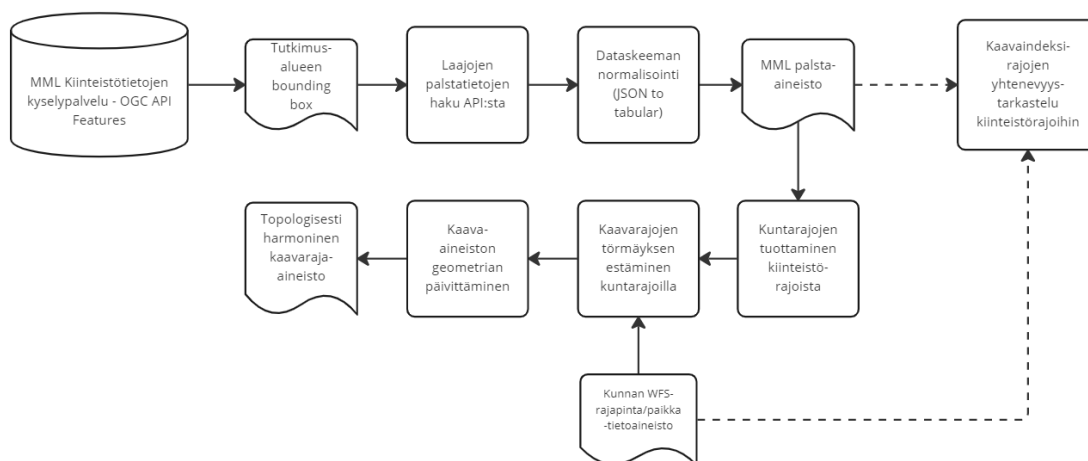 MML Kiinteistötietojen
kyselypalvelu - OGC API
Features
Tutkimus-
alueen
bounding
box
Laajojen
palstatietojen
haku API:sta
Dataskeeman
normalisointi
(JSON to
tabular)
MML palsta-
aineisto
Kaavaindeksi-
rajojen
yhtenevyys-
tarkastelu
kiinteistörajoihin
Topologisesti
harmoninen
kaavaraja-
aineisto
Kaava-
aineiston
geometrian
päivittäminen
Kaavarajojen
törmäyksen
estäminen
kuntarajoilla
Kuntarajojen
tuottaminen
kiinteistö-
rajoista
Kunnan WFS-
rajapinta/paikka
-tietoaineisto